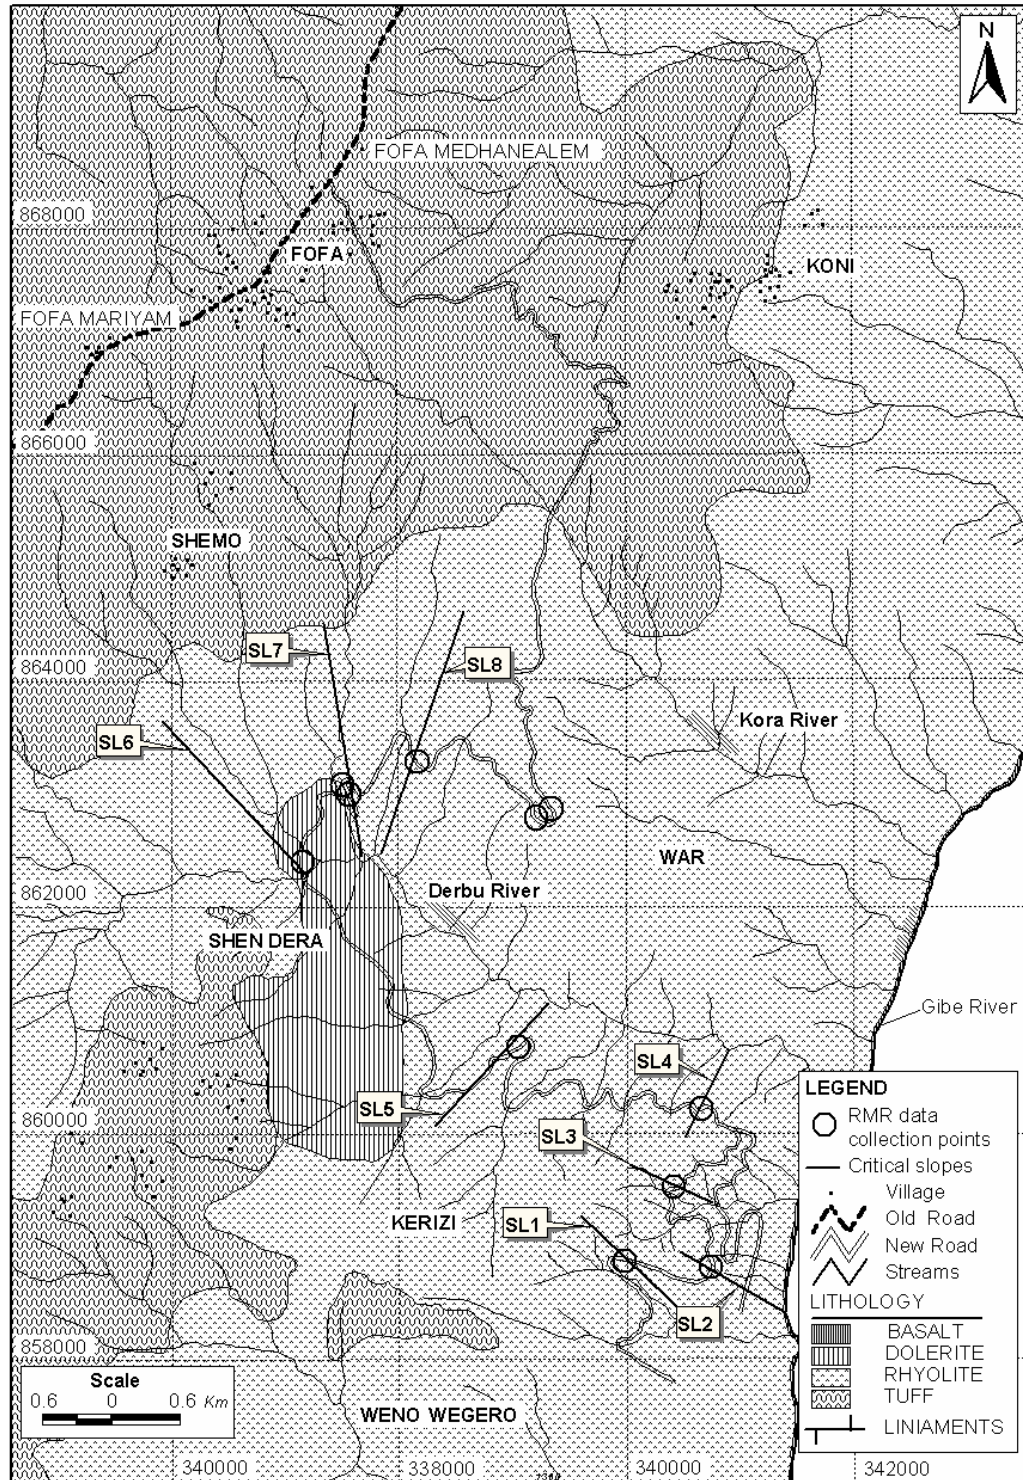 N
FOFA MEDHANEALEM
868000
FOFA
KONI
FOFA MARIYAM
866000
SHEMO
SL7
864000
SL8
SL6
Kora River
WAR
Derbu River
862000
SHEN DERA
Gibe River
SL4
SL5
860000
SL3
KERIZI
SL1
SL2
858000
WENO WEGERO
LEGEND
RMR data
collection points
Critical slopes
Village
Old Road
New Road
Streams
LITHOLOGY
BASALT
DOLERITE
RHYOLITE
TUFF
LINIAMENTS
Scale
0.6 0 0.6 Km
340000 338000 340000 342000